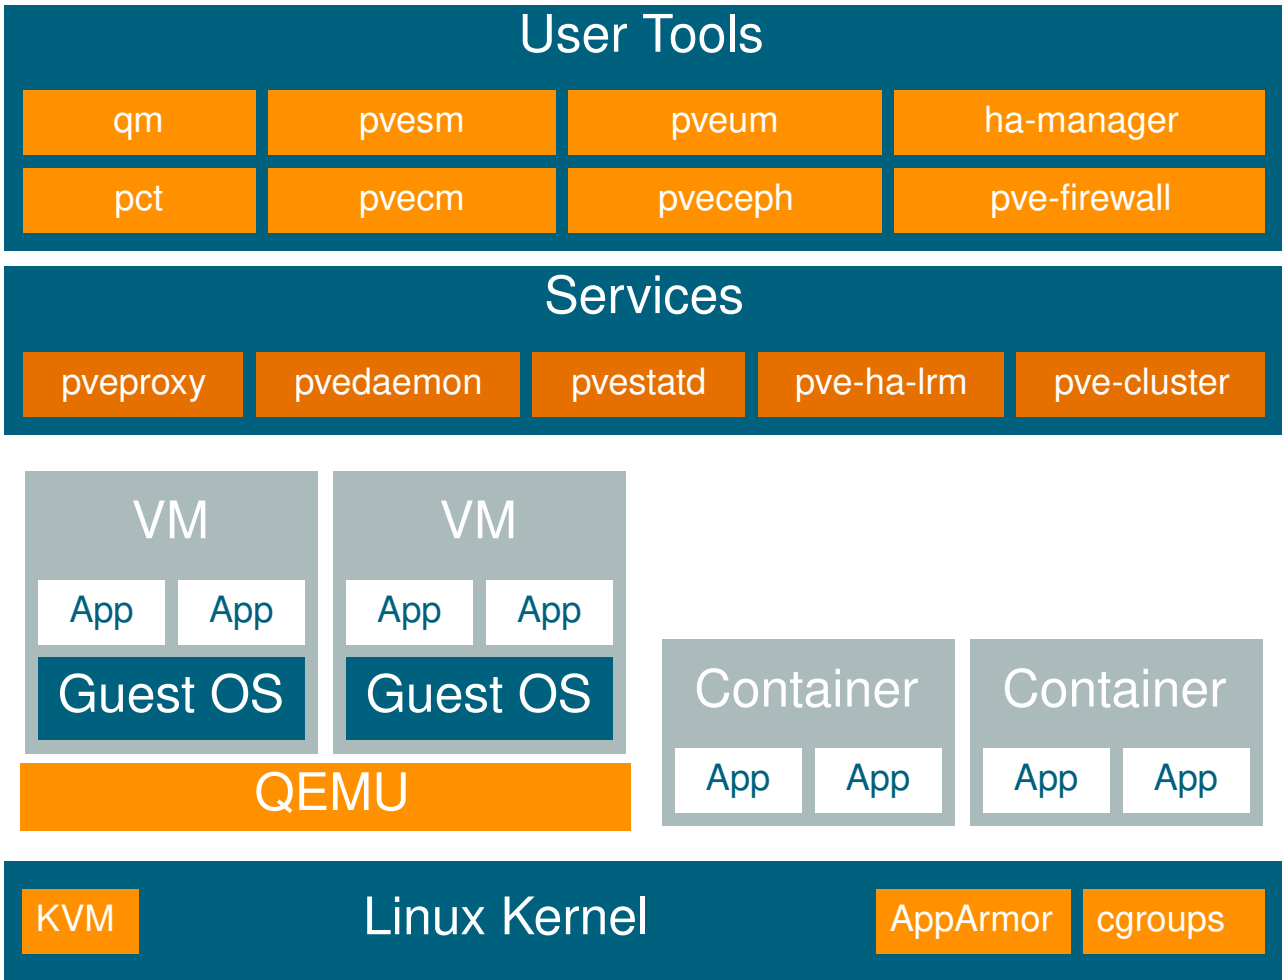 User Tools
qm pvesm pveum ha-manager
pct pvecm pveceph pve-firewall
Services
pveproxy pvedaemon pvestatd pve-ha-lrm pve-cluster
VM VM
App App App App
Guest OS Guest OS
QEMU
Container Container
App App App App
KVM Linux Kernel AppArmor cgroups